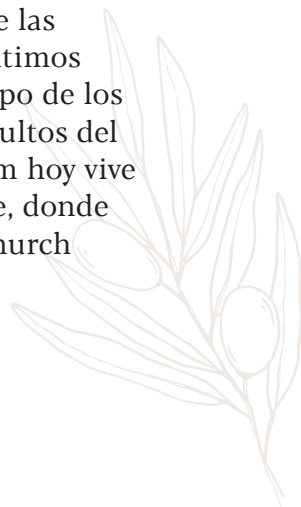 e las
timos
po de los
ultos del
m hoy vive
e, donde
hurch